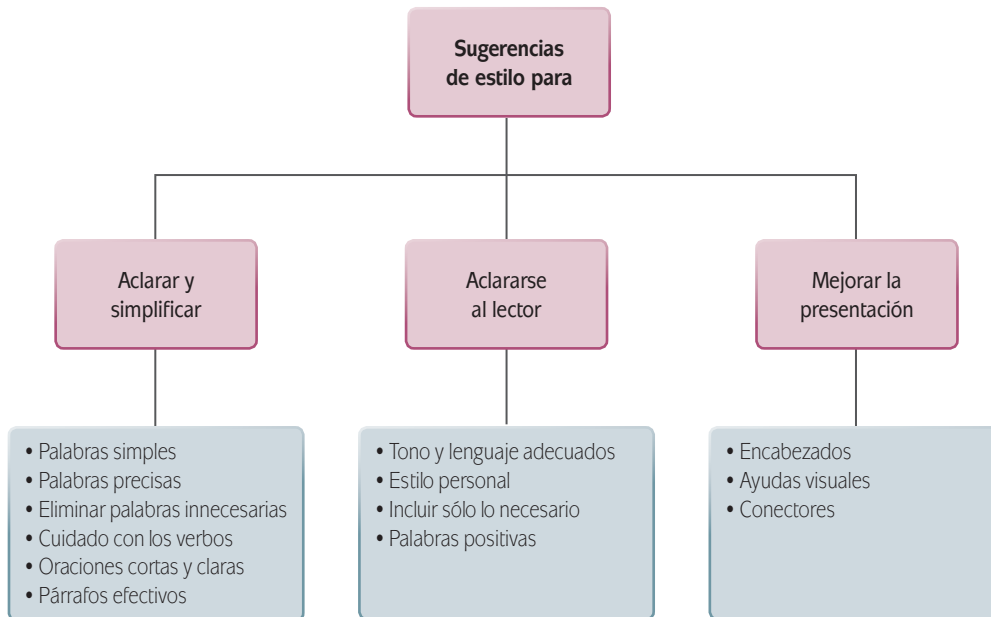 Sugerencias
de estilo para
Aclarar y
simplificar
Aclararse
al lector
Mejorar la
presentación
• Palabras simples
• Palabras precisas
• Eliminar palabras innecesarias
• Cuidado con los verbos
• Oraciones cortas y claras
• Párrafos efectivos
• Tono y lenguaje adecuados
• Estilo personal
• Incluir sólo lo necesario
• Palabras positivas
• Encabezados
• Ayudas visuales
• Conectores